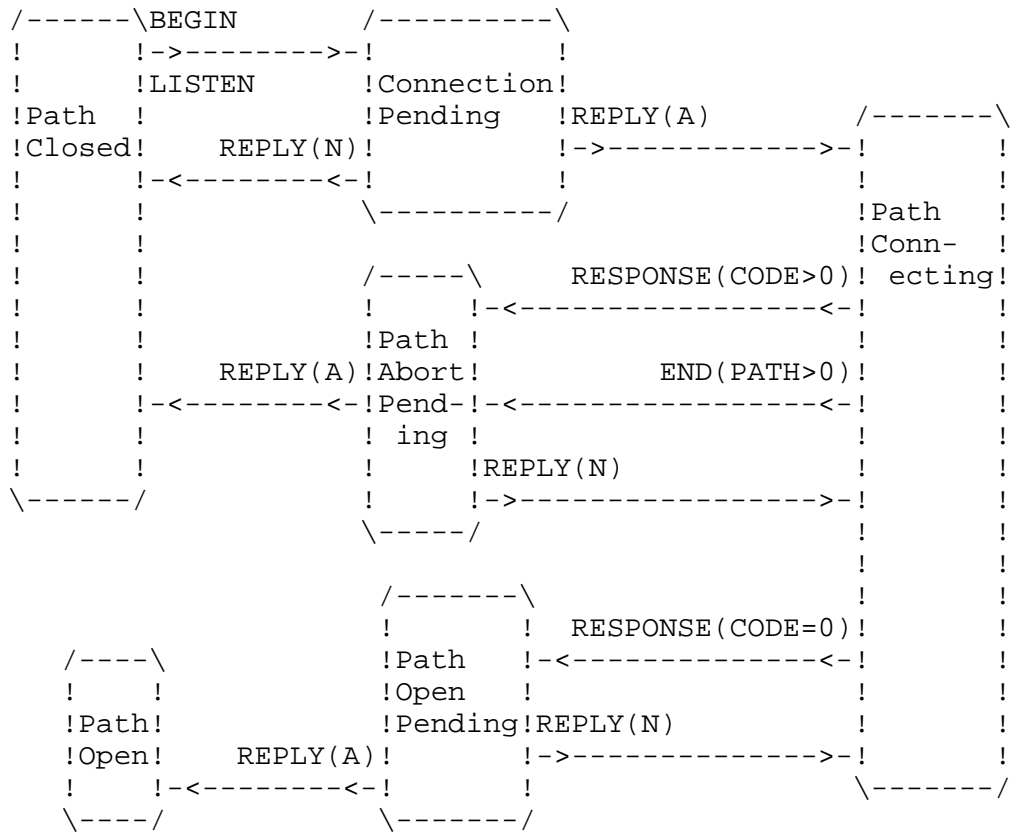 /------\BEGIN           /----------\
!      !->-------->-!          !
!      !LISTEN      !Connection!
!Path  !            !Pending   !REPLY(A)           /-------\
!Closed!    REPLY(N)!          !->------------>-!       !
!      !-<--------<-!          !                !       !
!      !            \----------/                !Path   !
!      !                                        !Conn-  !
!      !            /-----\     RESPONSE(CODE>0)! ecting!
!      !            !     !-<----------------<-!       !
!      !            !Path !                    !       !
!      !    REPLY(A)!Abort!         END(PATH>0)!       !
!      !-<--------<-!Pend-!-<----------------<-!       !
!      !            ! ing !                    !       !
!      !            !     !REPLY(N)            !       !
\------/            !     !->---------------->-!       !
                    \-----/                    !       !
                                               !       !
                    /-------\                  !       !
                    !       !  RESPONSE(CODE=0)!       !
   /----\           !Path   !-<--------------<-!       !
   !    !           !Open   !                  !       !
   !Path!           !Pending!REPLY(N)          !       !
   !Open!   REPLY(A)!       !->-------------->-!       !
   !    !-<--------<-!       !                 \-------/
   \----/           \-------/